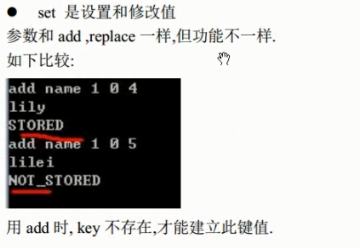 ● set 是设置和修改值
参数和 add ,replace 一样,但功能不一样.
如下比较:
add name 1 0 4
lily
STORED
add name 1 0 5
lilei
NOT_STORED
用 add 时, key 不存在,才能建立此键值.